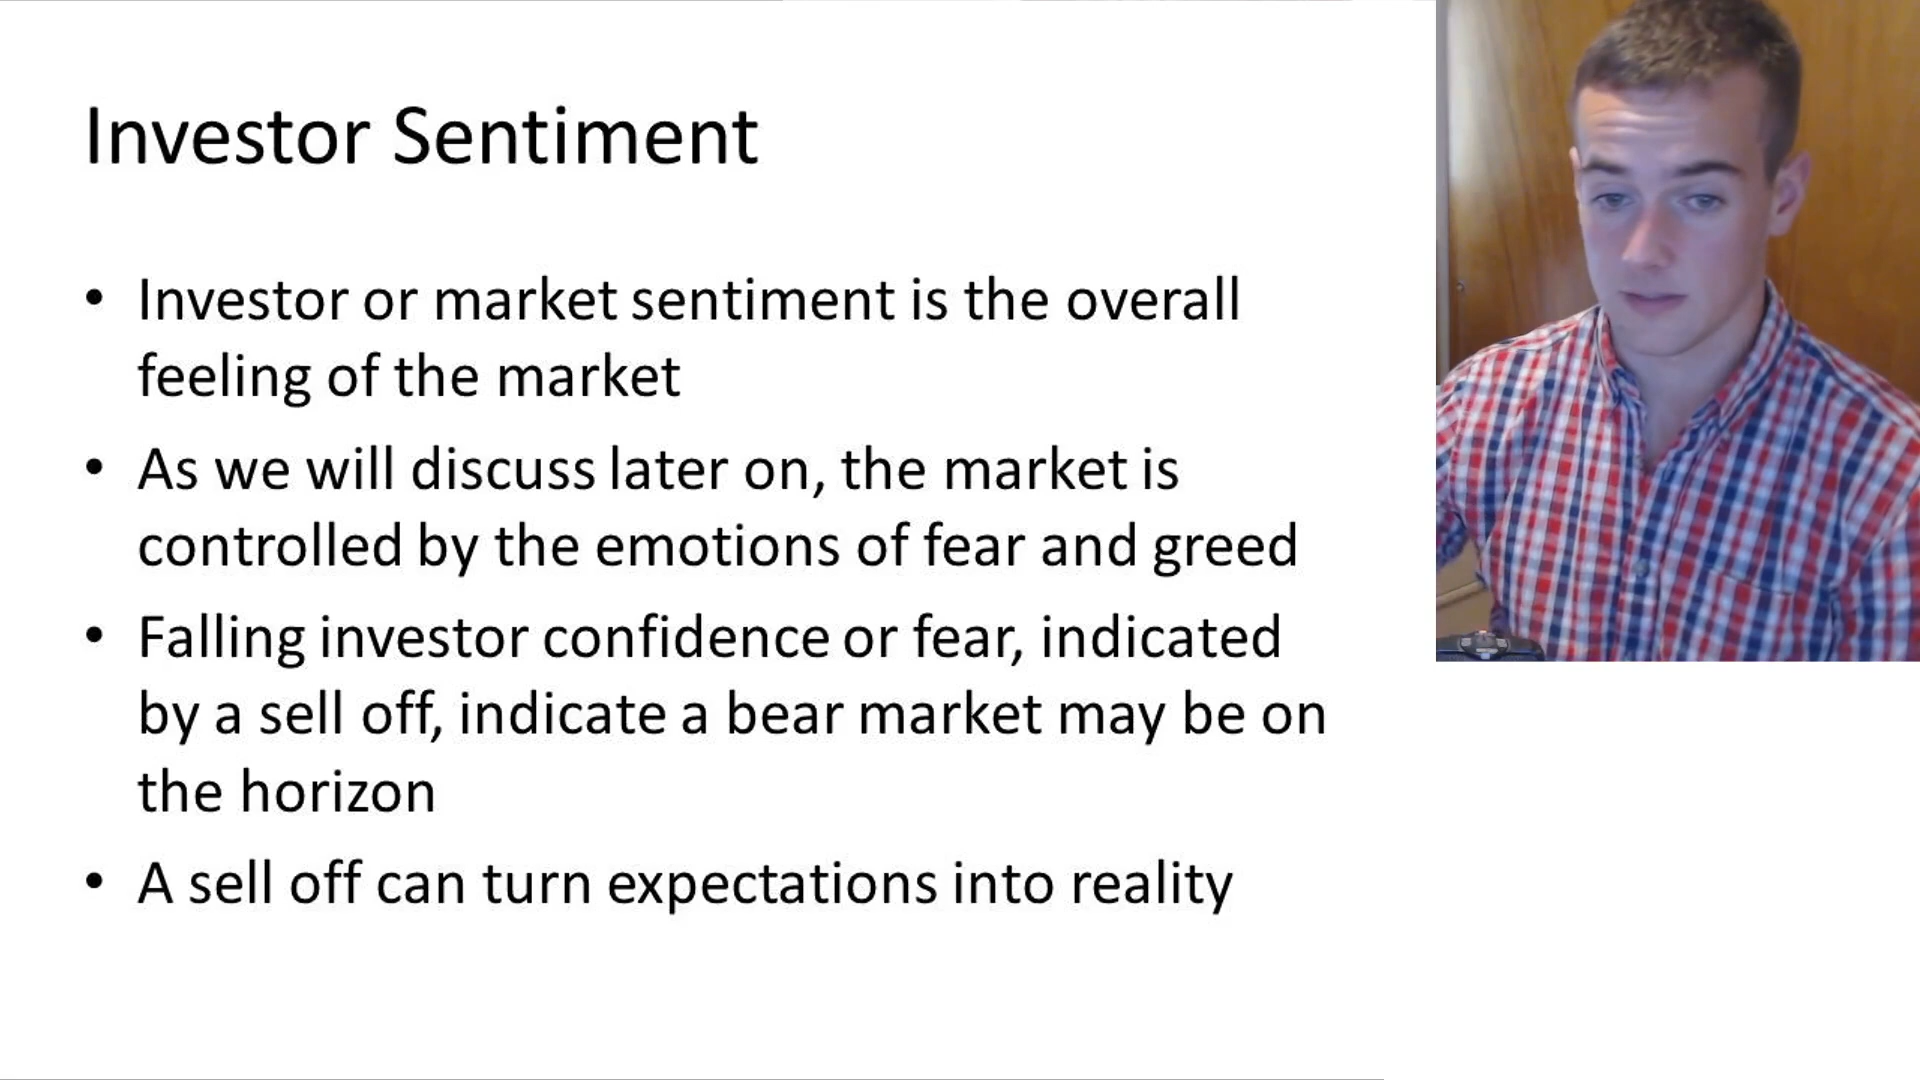 Investor Sentiment
• Investor or market sentiment is the overall
feeling of the market
• As we will discuss later on, the market is
controlled by the emotions of fear and greed
• Falling investor confidence or fear, indicated
by a sell off, indicate a bear market may be on
the horizon
• A sell off can turn expectations into reality